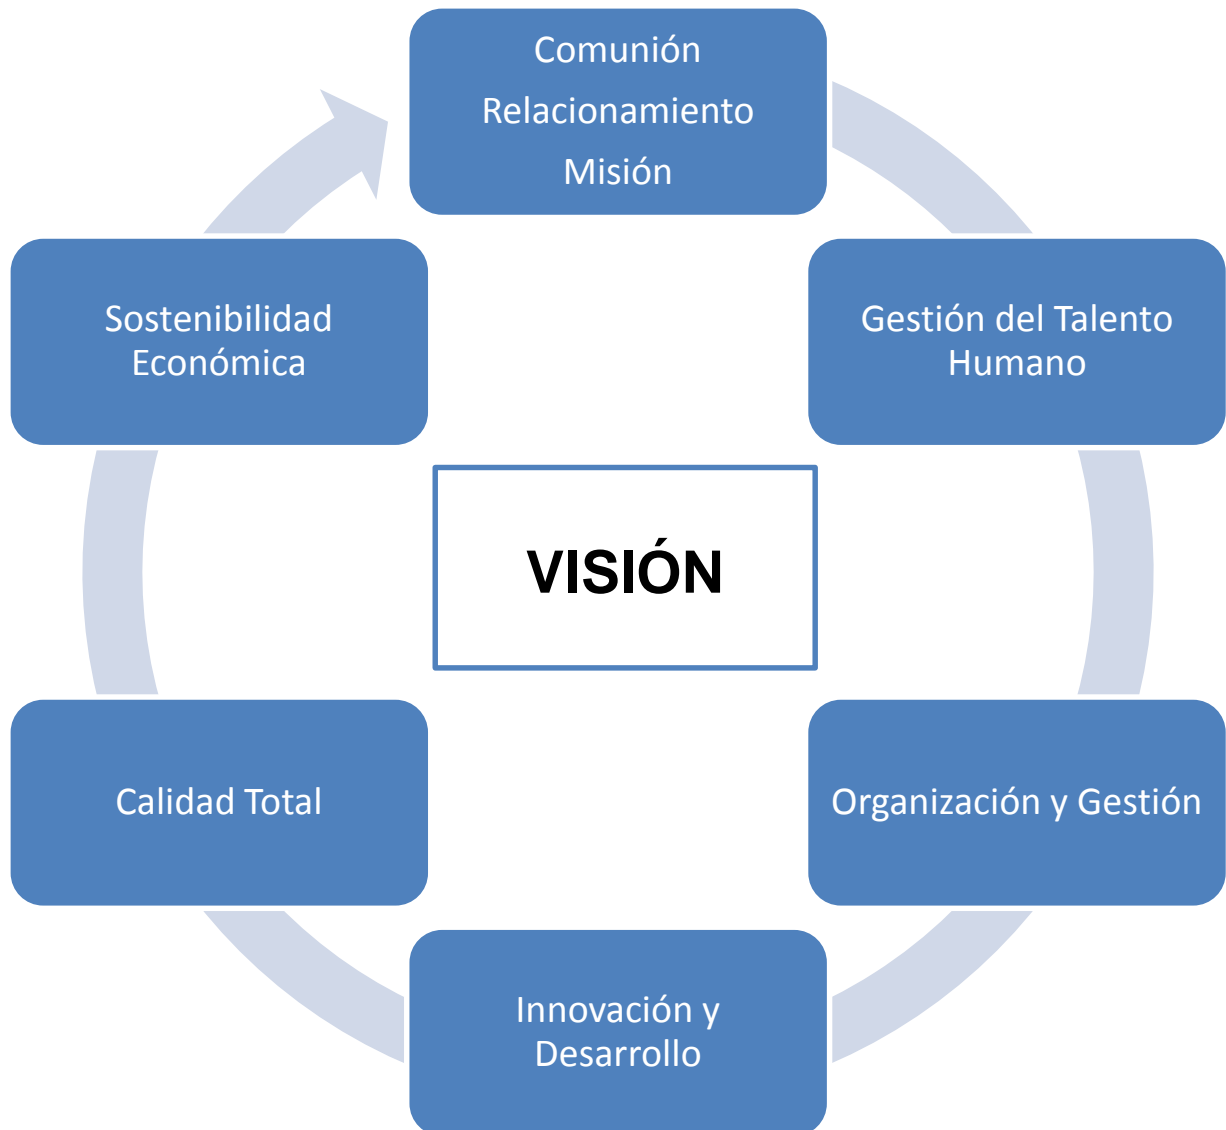 Comunión
Relacionamiento
Misión
Gestión del Talento
Humano
Organización y Gestión
Innovación y
Desarrollo
Calidad Total
Sostenibilidad
Económica
VISIÓN